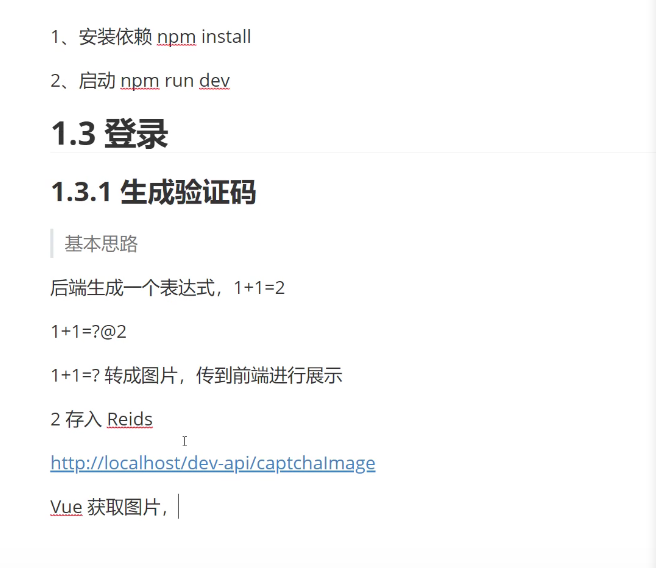 1、安装依赖 npm install
2、启动 npm run dev
1.3 登录
1.3.1 生成验证码
基本思路
后端生成一个表达式，1+1=2
1+1=?@2
1+1=? 转成图片，传到前端进行展示
2 存入 Reids
http://localhost/dev-api/captchaImage
Vue 获取图片，